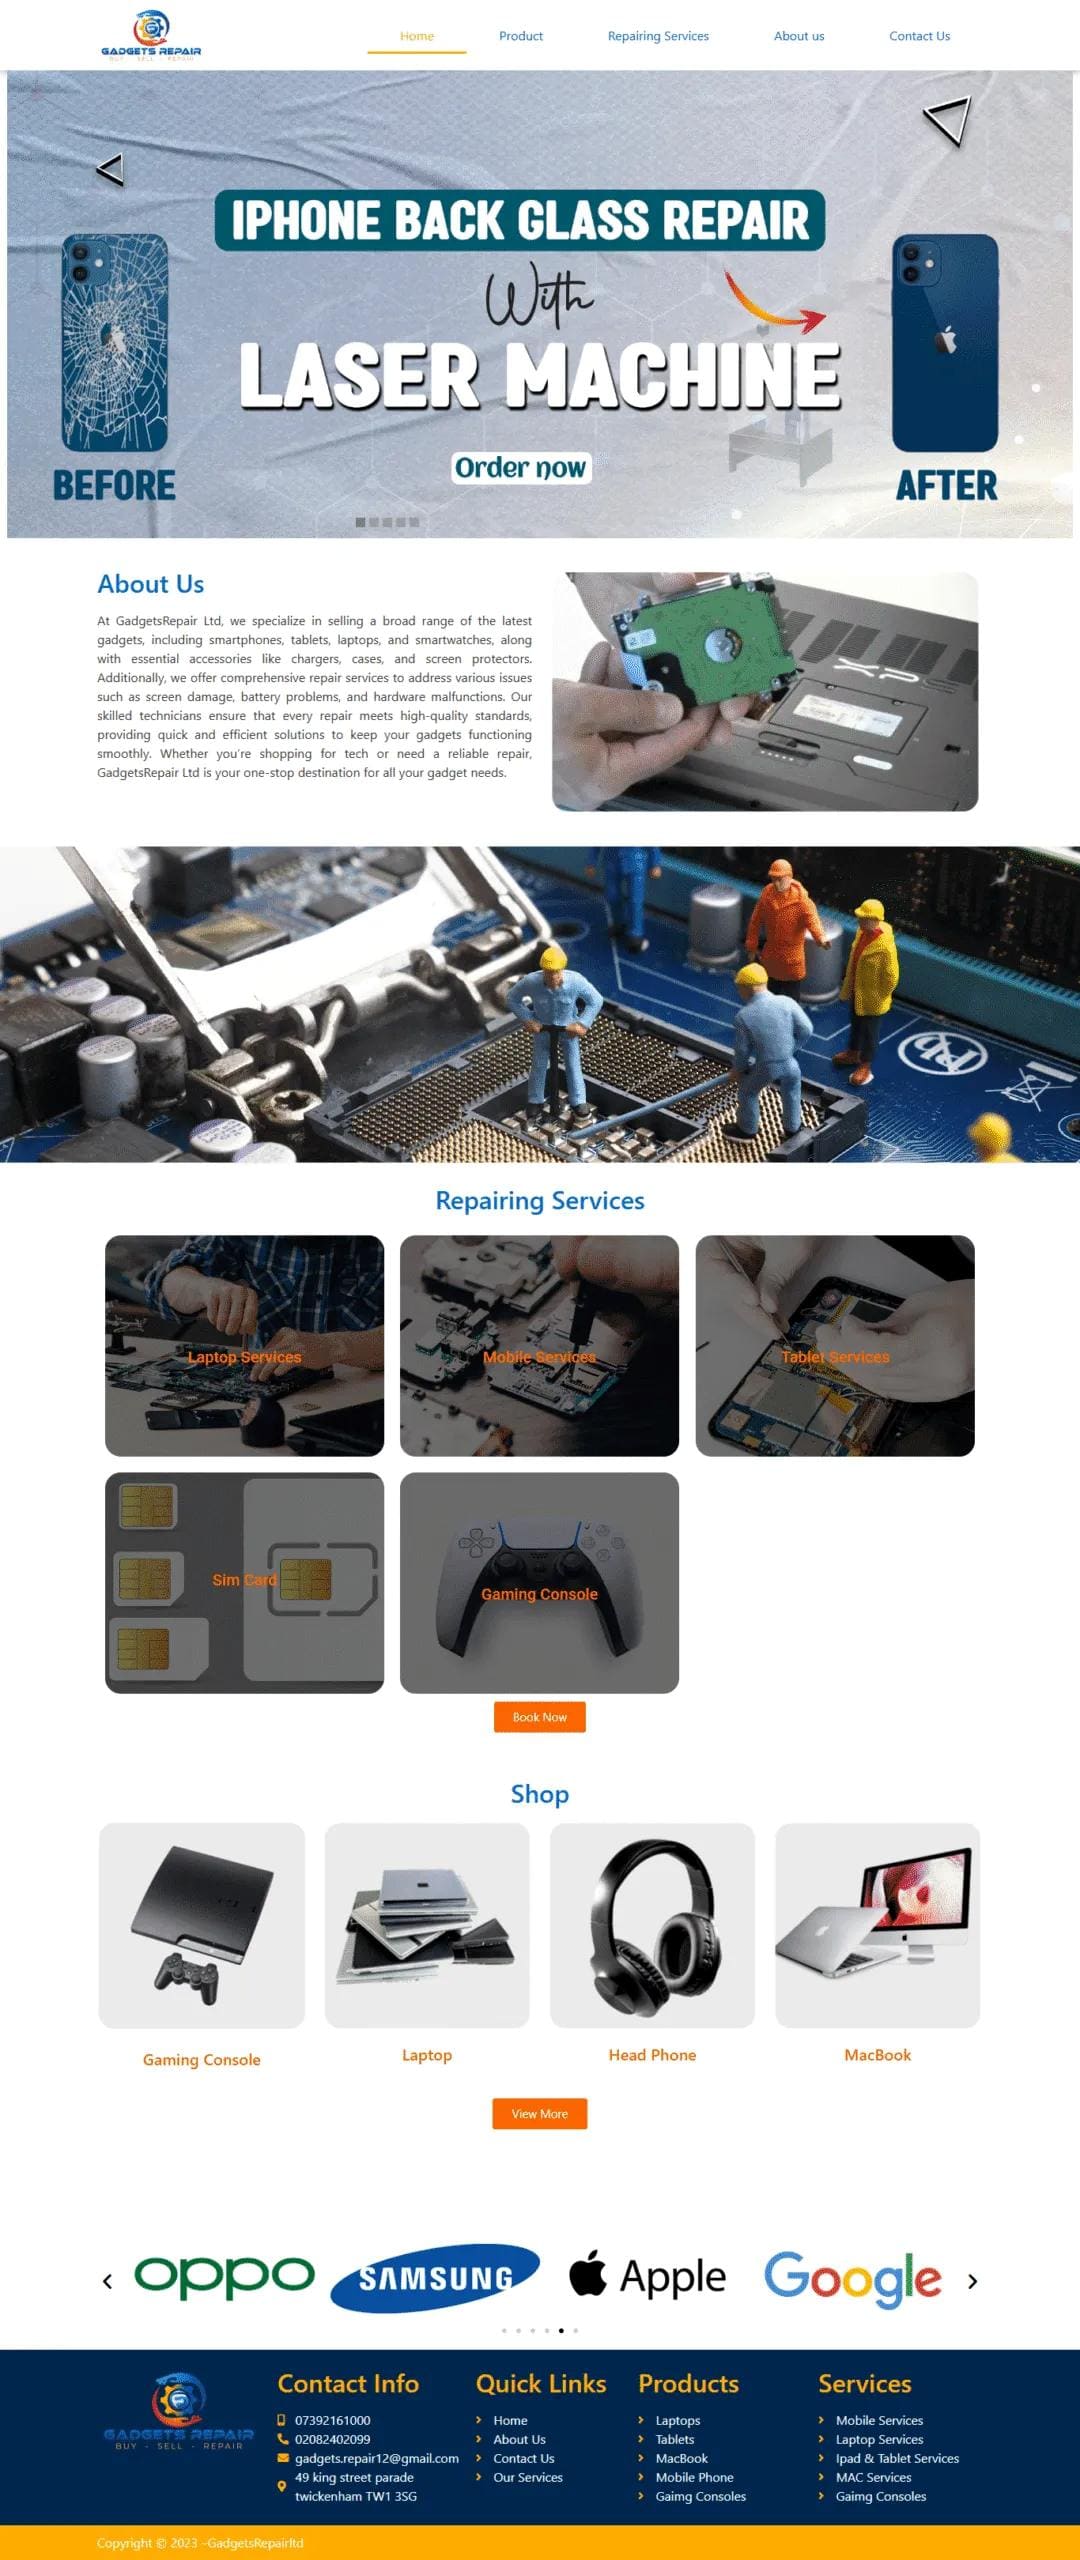 GADGETS REPAIR
BUY - SELL - REPAIR
Home
Product
Repairing Services
About us
Contact Us
IPHONE BACK GLASS REPAIR
With
LASER MACHINE
Order now
BEFORE
AFTER
About Us
At GadgetsRepair Ltd, we specialize in selling a broad range of the latest
gadgets, including smartphones, tablets, laptops, and smartwatches, along
with essential accessories like chargers, cases, and screen protectors.
Additionally, we offer comprehensive repair services to address various issues
such as screen damage, battery problems, and hardware malfunctions. Our
skilled technicians ensure that every repair meets high-quality standards,
providing quick and efficient solutions to keep your gadgets functioning
smoothly. Whether you're shopping for tech or need a reliable repair,
GadgetsRepair Ltd is your one-stop destination for all your gadget needs.
Repairing Services
Laptop Services
Mobile Services
Tablet Services
Sim Card
Gaming Console
Book Now
Shop
Gaming Console
Laptop
Head Phone
MacBook
View More
oppo
SAMSUNG
Apple
Google
GADGETS REPAIR
BUY - SELL - REPAIR
Contact Info
07392161000
02082402099
gadgets.repair12@gmail.com
49 king street parade
twickenham TW1 3SG
Quick Links
Home
About Us
Contact Us
Our Services
Products
Laptops
Tablets
MacBook
Mobile Phone
Gaimg Consoles
Services
Mobile Services
Laptop Services
Ipad & Tablet Services
MAC Services
Gaimg Consoles
Copyright © 2023 -GadgetsRepairltd